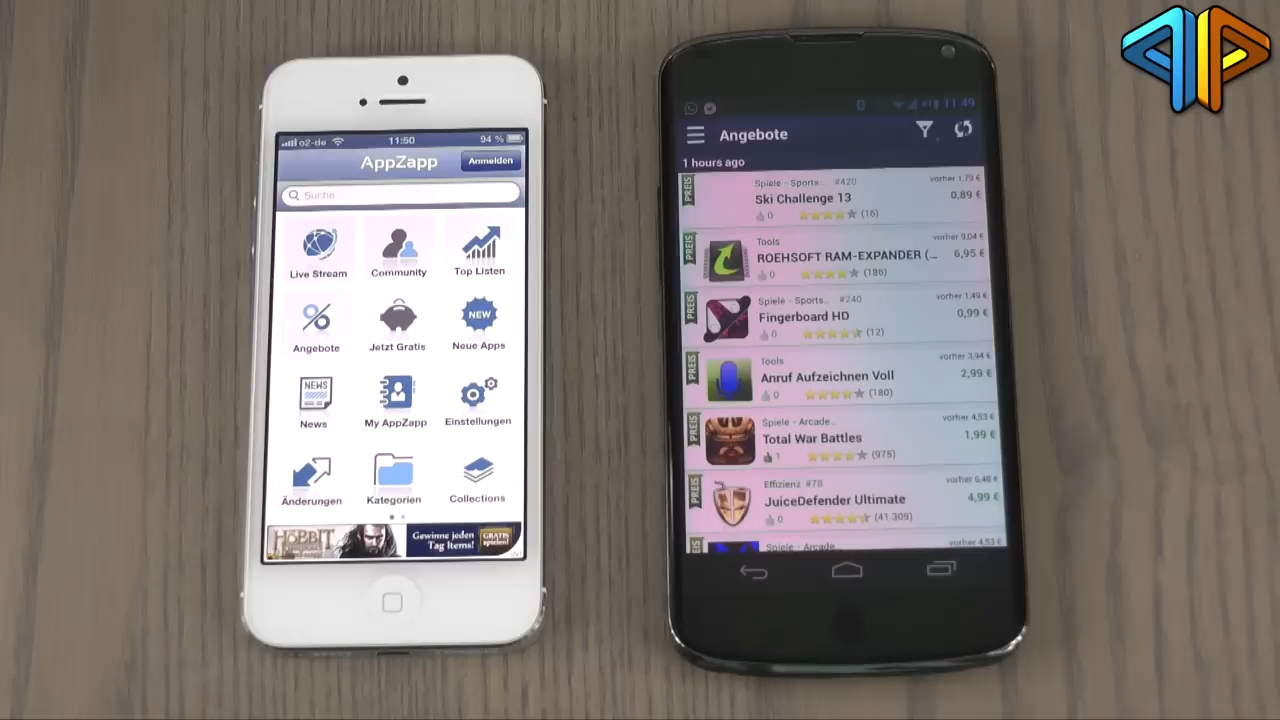 o2-de 11:50 94 %
AppZapp
Anmelden
Suche
Live Stream
Community
Top Listen
NEW
Angebote
Jetzt Gratis
Neue Apps
NEWS
News
My AppZapp
Einstellungen
Änderungen
Kategorien
Collections
HOBBIT
Gewinne jeden
Tag Items!
GRATIS
spielen!
11:49
Angebote
1 hours ago
PREIS
Spiele - Sports... #420
vorher 1,79 €
Ski Challenge 13
0,89 €
0 (16)
PREIS
Tools
vorher 9,04 €
ROEHSOFT RAM-EXPANDER (...
6,95 €
0 (186)
PREIS
Spiele - Sports... #240
vorher 1,49 €
Fingerboard HD
0,99 €
0 (12)
PREIS
Tools
vorher 3,94 €
Anruf Aufzeichnen Voll
2,99 €
0 (180)
PREIS
Spiele - Arcade...
vorher 4,53 €
Total War Battles
1,99 €
1 (975)
PREIS
Effizienz #78
vorher 6,48 €
JuiceDefender Ultimate
4,99 €
0 (41 309)
Spiele - Arcade...
vorher 4,53 €